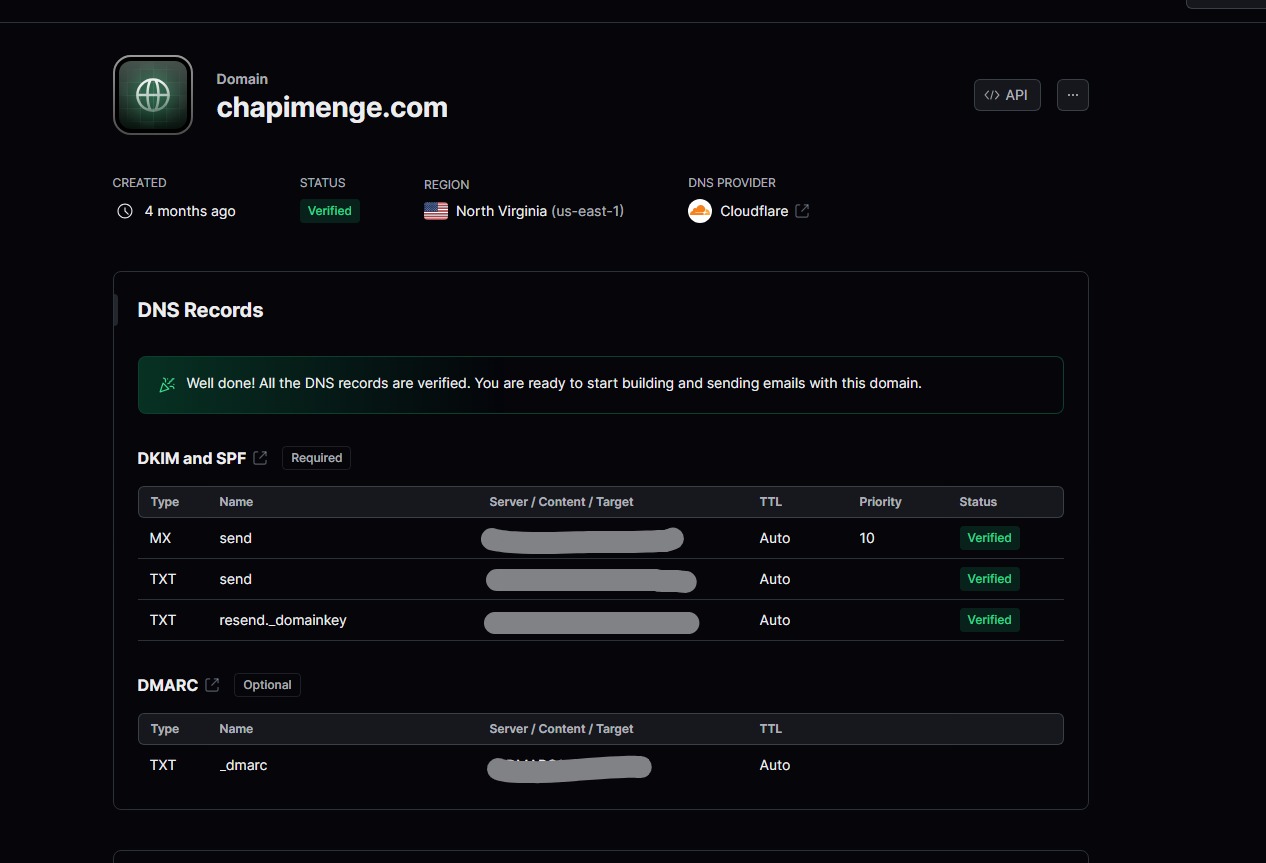 Domain
chapimenge.com
API
CREATED
4 months ago
STATUS
Verified
REGION
North Virginia (us-east-1)
DNS PROVIDER
Cloudflare
DNS Records
Well done! All the DNS records are verified. You are ready to start building and sending emails with this domain.
DKIM and SPF Required
Type Name Server / Content / Target TTL Priority Status
MX send Auto 10 Verified
TXT send Auto Verified
TXT resend._domainkey Auto Verified
DMARC Optional
Type Name Server / Content / Target TTL
TXT _dmarc Auto